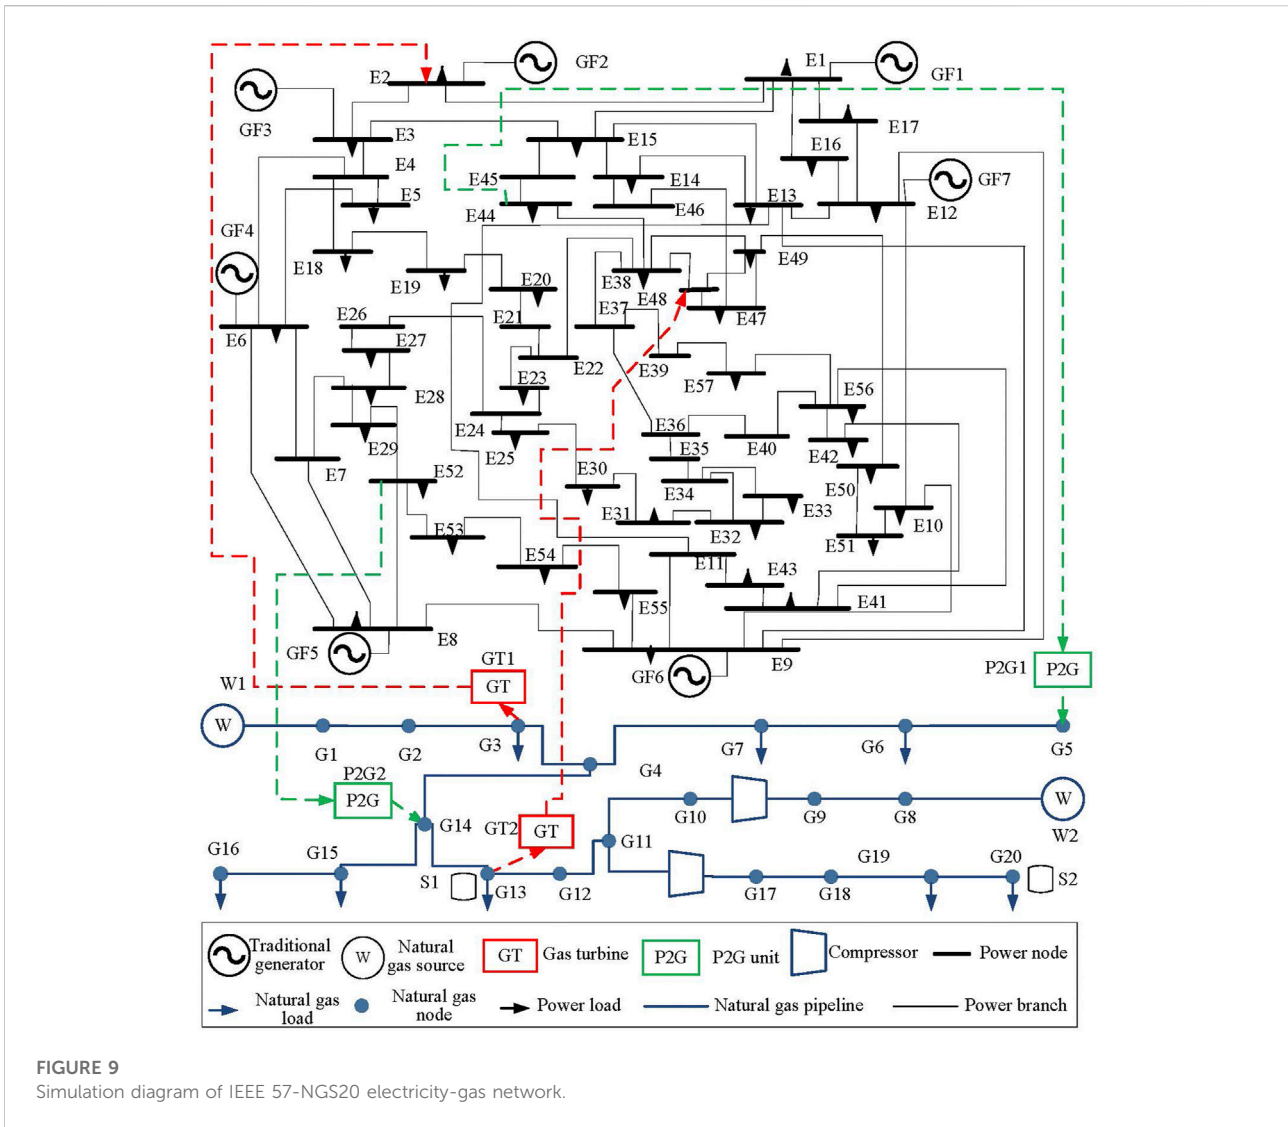 E2
GF2
E1
GF1
GF3
E3
E15
E17
E16
E4
E45
E14
E13
GF7
E5
E44
E46
E12
GF4
E18
E49
E19
E20
E38
E48
E37
E47
E6
E26
E21
E27
E22
E39
E57
E28
E23
E56
E24
E36
E40
E29
E25
E35
E42
E7
E52
E30
E34
E50
E33
E31
E32
E10
E53
E51
E54
E11
E43
E55
E41
E8
GF5
E9
GF6
GT1
P2G1
P2G
W1
GT
W
G1
G2
G3
G7
G6
G5
P2G2
G4
P2G
G14
GT2
GT
G11
G10
G9
G8
W
W2
G16
G15
S1
G13
G12
G17
G18
G19
G20
S2
Traditional generator
W
Natural gas source
GT
Gas turbine
P2G
P2G unit
Compressor
Power node
Natural gas load
Natural gas node
Power load
Natural gas pipeline
Power branch
FIGURE 9
Simulation diagram of IEEE 57-NGS20 electricity-gas network.